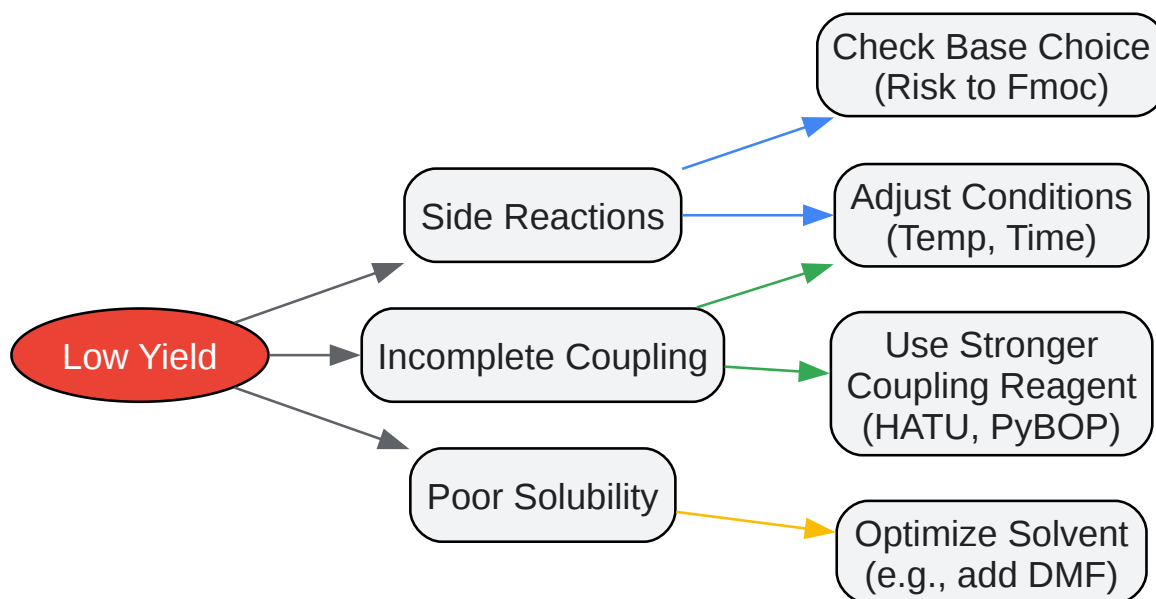 Low Yield
Side Reactions
Incomplete Coupling
Poor Solubility
Check Base Choice
(Risk to Fmoc)
Adjust Conditions
(Temp, Time)
Use Stronger
Coupling Reagent
(HATU, PyBOP)
Optimize Solvent
(e.g., add DMF)